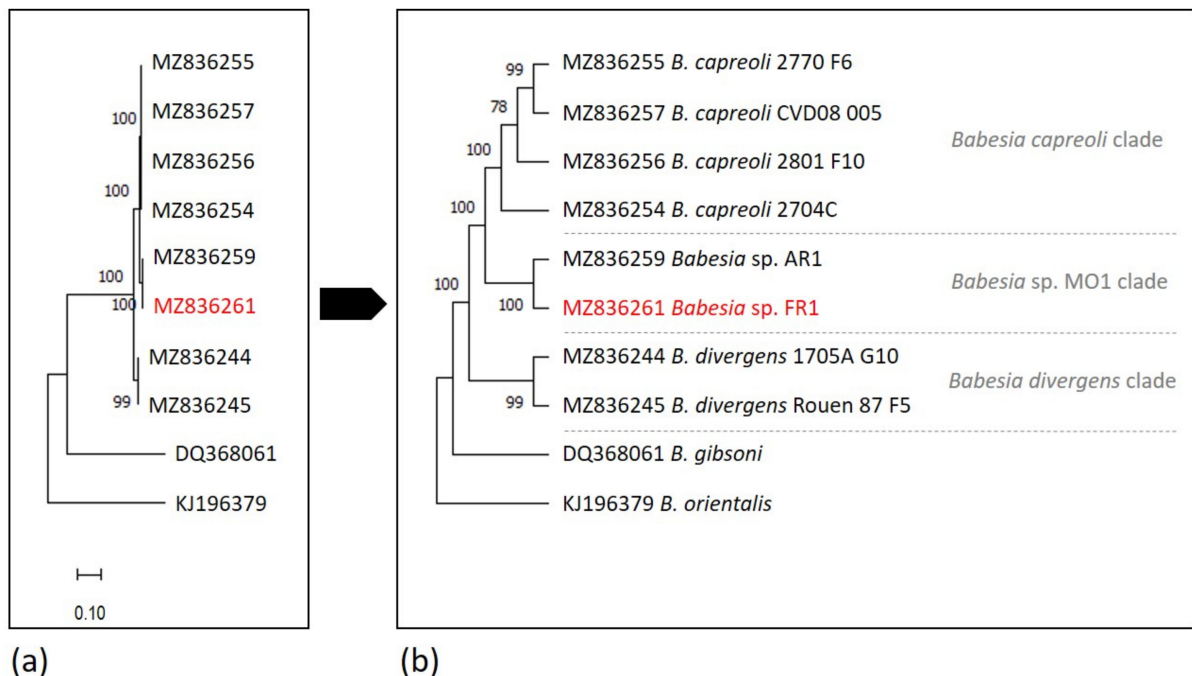 MZ836255
MZ836257
100
MZ836256
100
MZ836254
MZ836259
100
100
MZ836261
MZ836244
99
MZ836245
DQ368061
KJ196379
0.10
(a)
99
MZ836255 B. capreoli 2770 F6
78
MZ836257 B. capreoli CVD08 005
Babesia capreoli clade
100
MZ836256 B. capreoli 2801 F10
100
MZ836254 B. capreoli 2704C
MZ836259 Babesia sp. AR1
100
Babesia sp. MO1 clade
100
MZ836261 Babesia sp. FR1
MZ836244 B. divergens 1705A G10
Babesia divergens clade
99
MZ836245 B. divergens Rouen 87 F5
DQ368061 B. gibsoni
KJ196379 B. orientalis
(b)